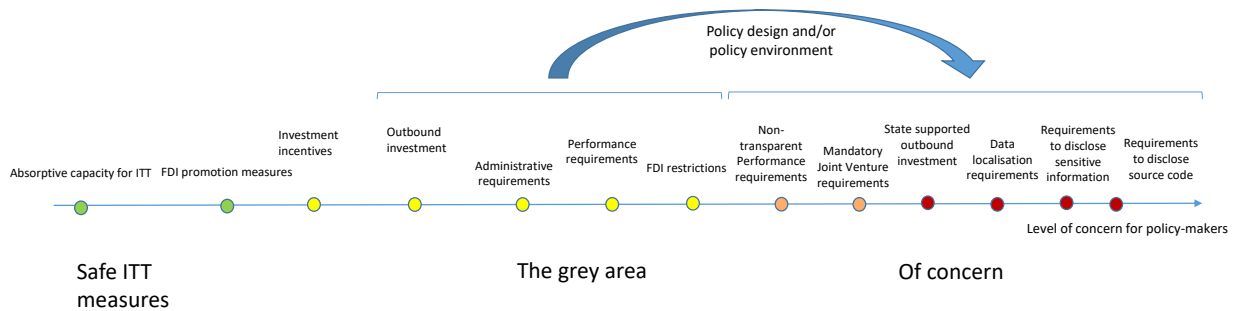 Policy design and/or
policy environment
Absorptive capacity for ITT
FDI promotion measures
Investment
incentives
Outbound
investment
Administrative
requirements
Performance
requirements
FDI restrictions
Non-
transparent
Performance
requirements
Mandatory
Joint Venture
requirements
State supported
outbound
investment
Data
localisation
requirements
Requirements
to disclose
sensitive
information
Requirements
to disclose
source code
Level of concern for policy-makers
Safe ITT
measures
The grey area
Of concern